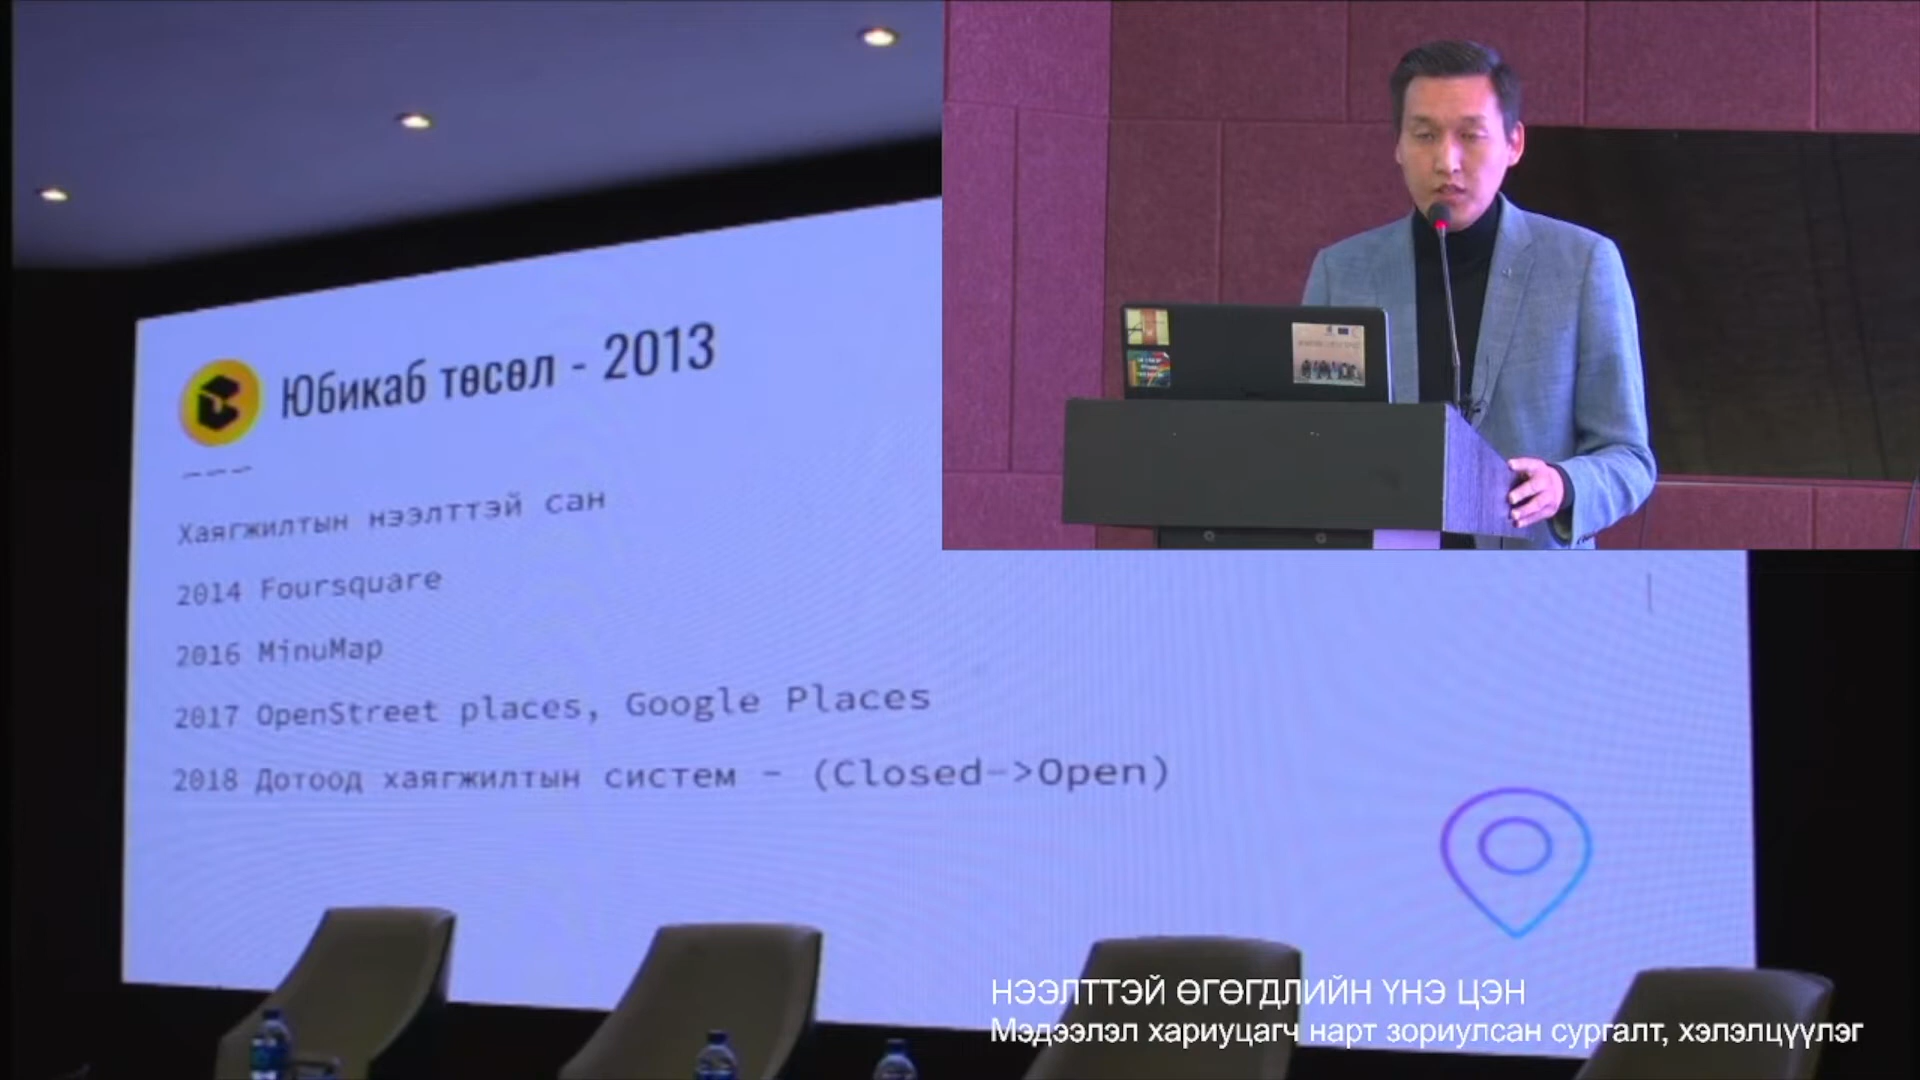 Юбикаб төсөл - 2013
Хаягжилтын нээлттэй сан
2014 Foursquare
2016 MinuMap
2017 OpenStreet places, Google Places
2018 Дотоод хаягжилтын систем - (Closed->Open)
НЭЭЛТТЭЙ ӨГӨГДЛИЙН ҮНЭ ЦЭН
Мэдээлэл хариуцагч нарт зориулсан сургалт, хэлэлцүүлэг